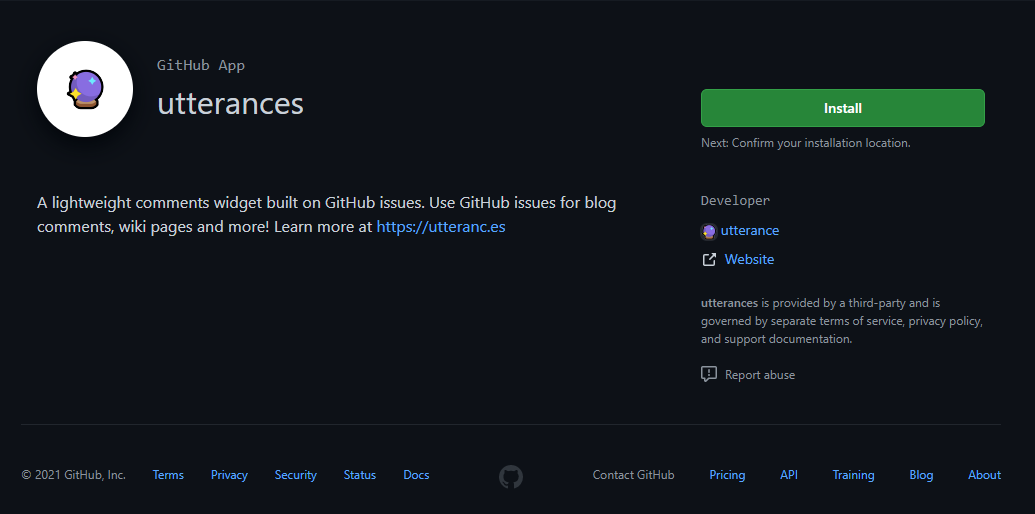 GitHub App
utterances
Install
Next: Confirm your installation location.
A lightweight comments widget built on GitHub issues. Use GitHub issues for blog
comments, wiki pages and more! Learn more at https://utteranc.es
Developer
utterance
Website
utterances is provided by a third-party and is
governed by separate terms of service, privacy policy,
and support documentation.
Report abuse
© 2021 GitHub, Inc. Terms Privacy Security Status Docs Contact GitHub Pricing API Training Blog About